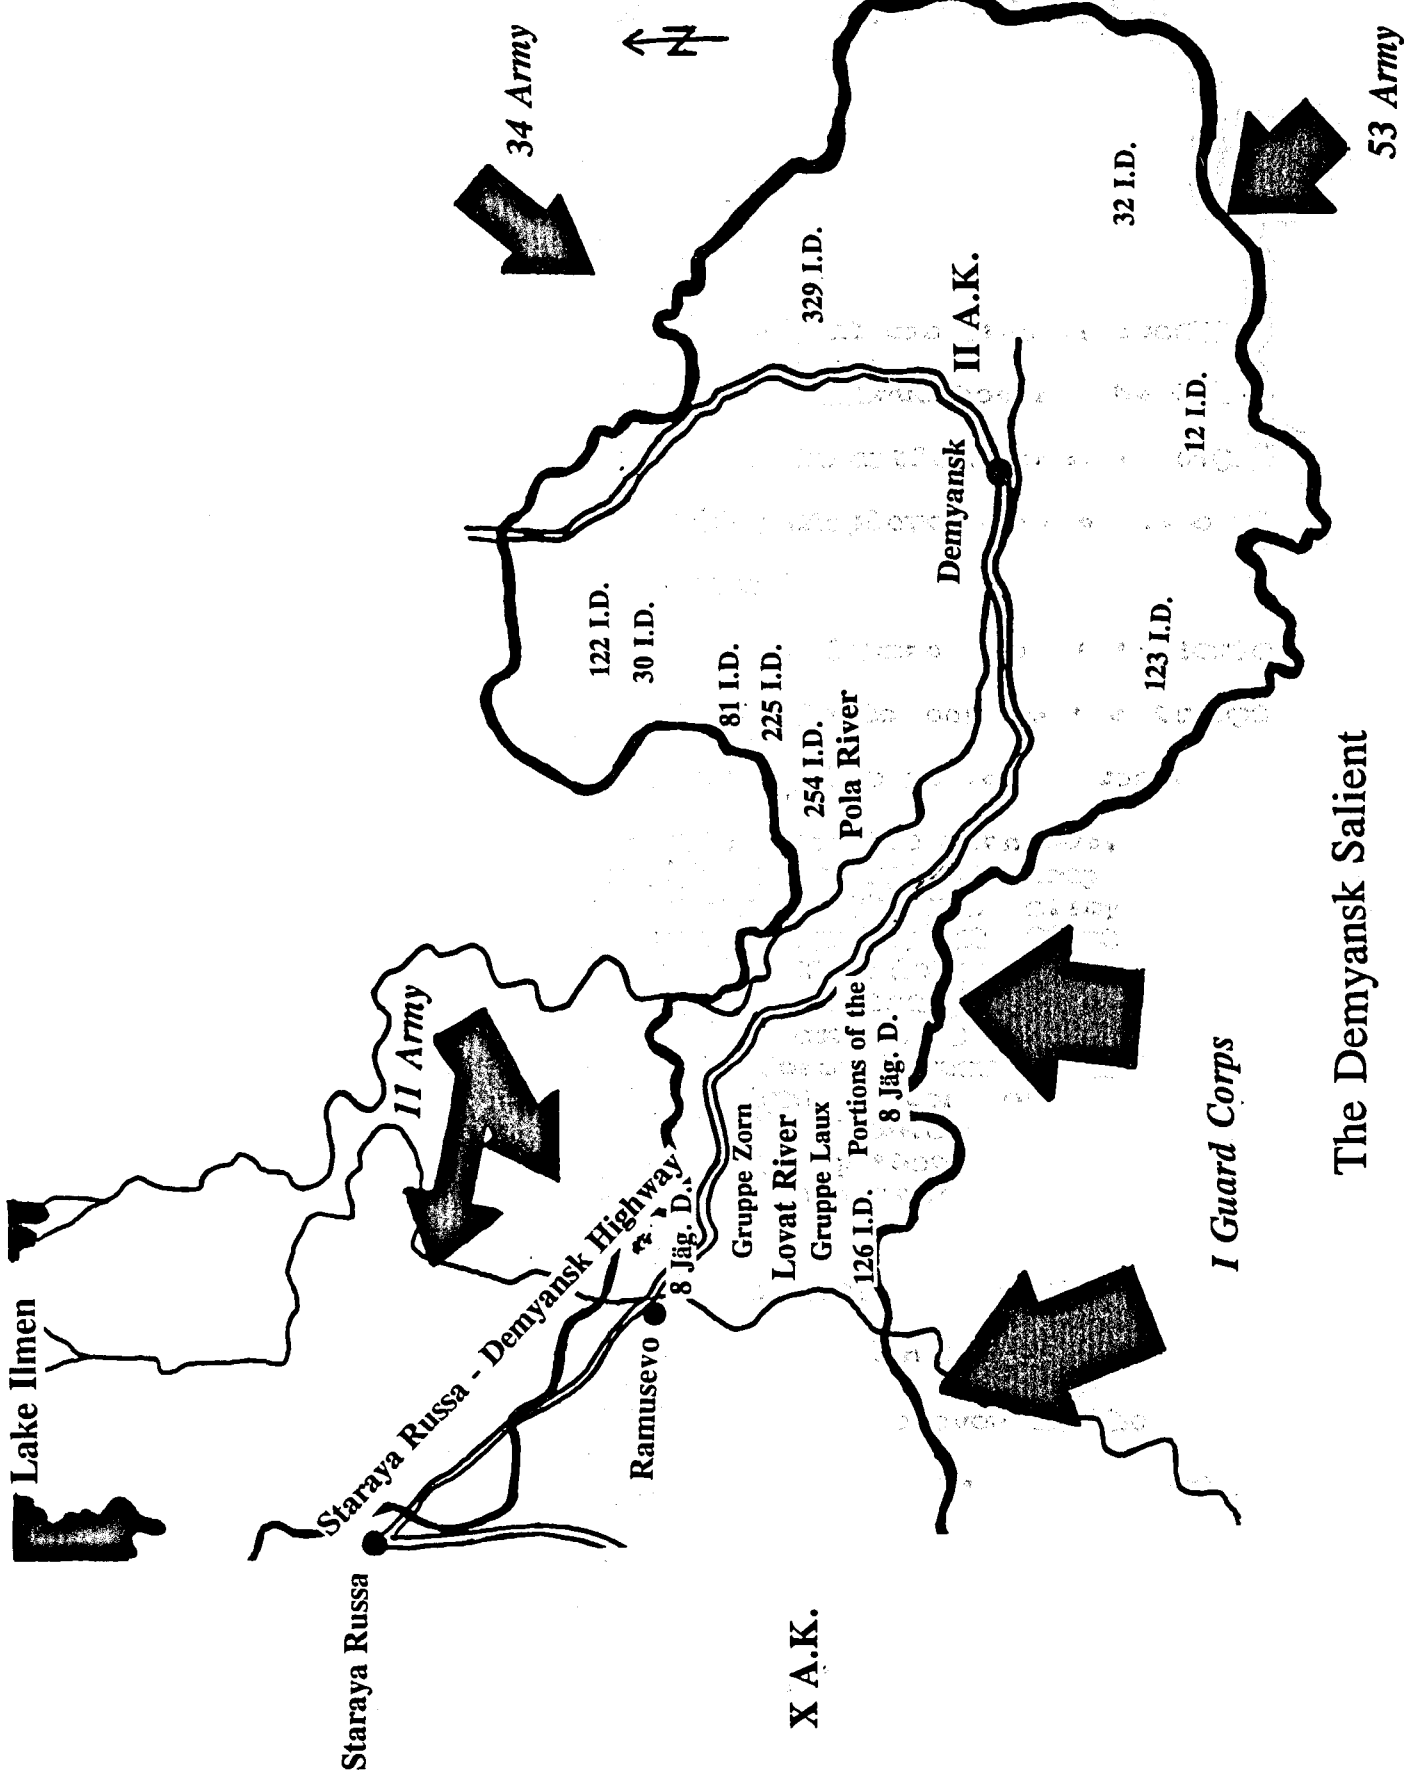 Lake Ilmen
34 Army
N
11 Army
Staraya Russa - Demyansk Highway
Staraya Russa
Ramusevo
8 Jäg. D.
122 I.D.
30 I.D.
81 I.D.
225 I.D.
254 I.D.
Pola River
329 I.D.
II A.K.
Demyansk
Gruppe Zorn
Lovat River
Gruppe Laux
126 I.D.
Portions of the
8 Jäg. D.
X A.K.
32 I.D.
12 I.D.
123 I.D.
I Guard Corps
53 Army
The Demyansk Salient